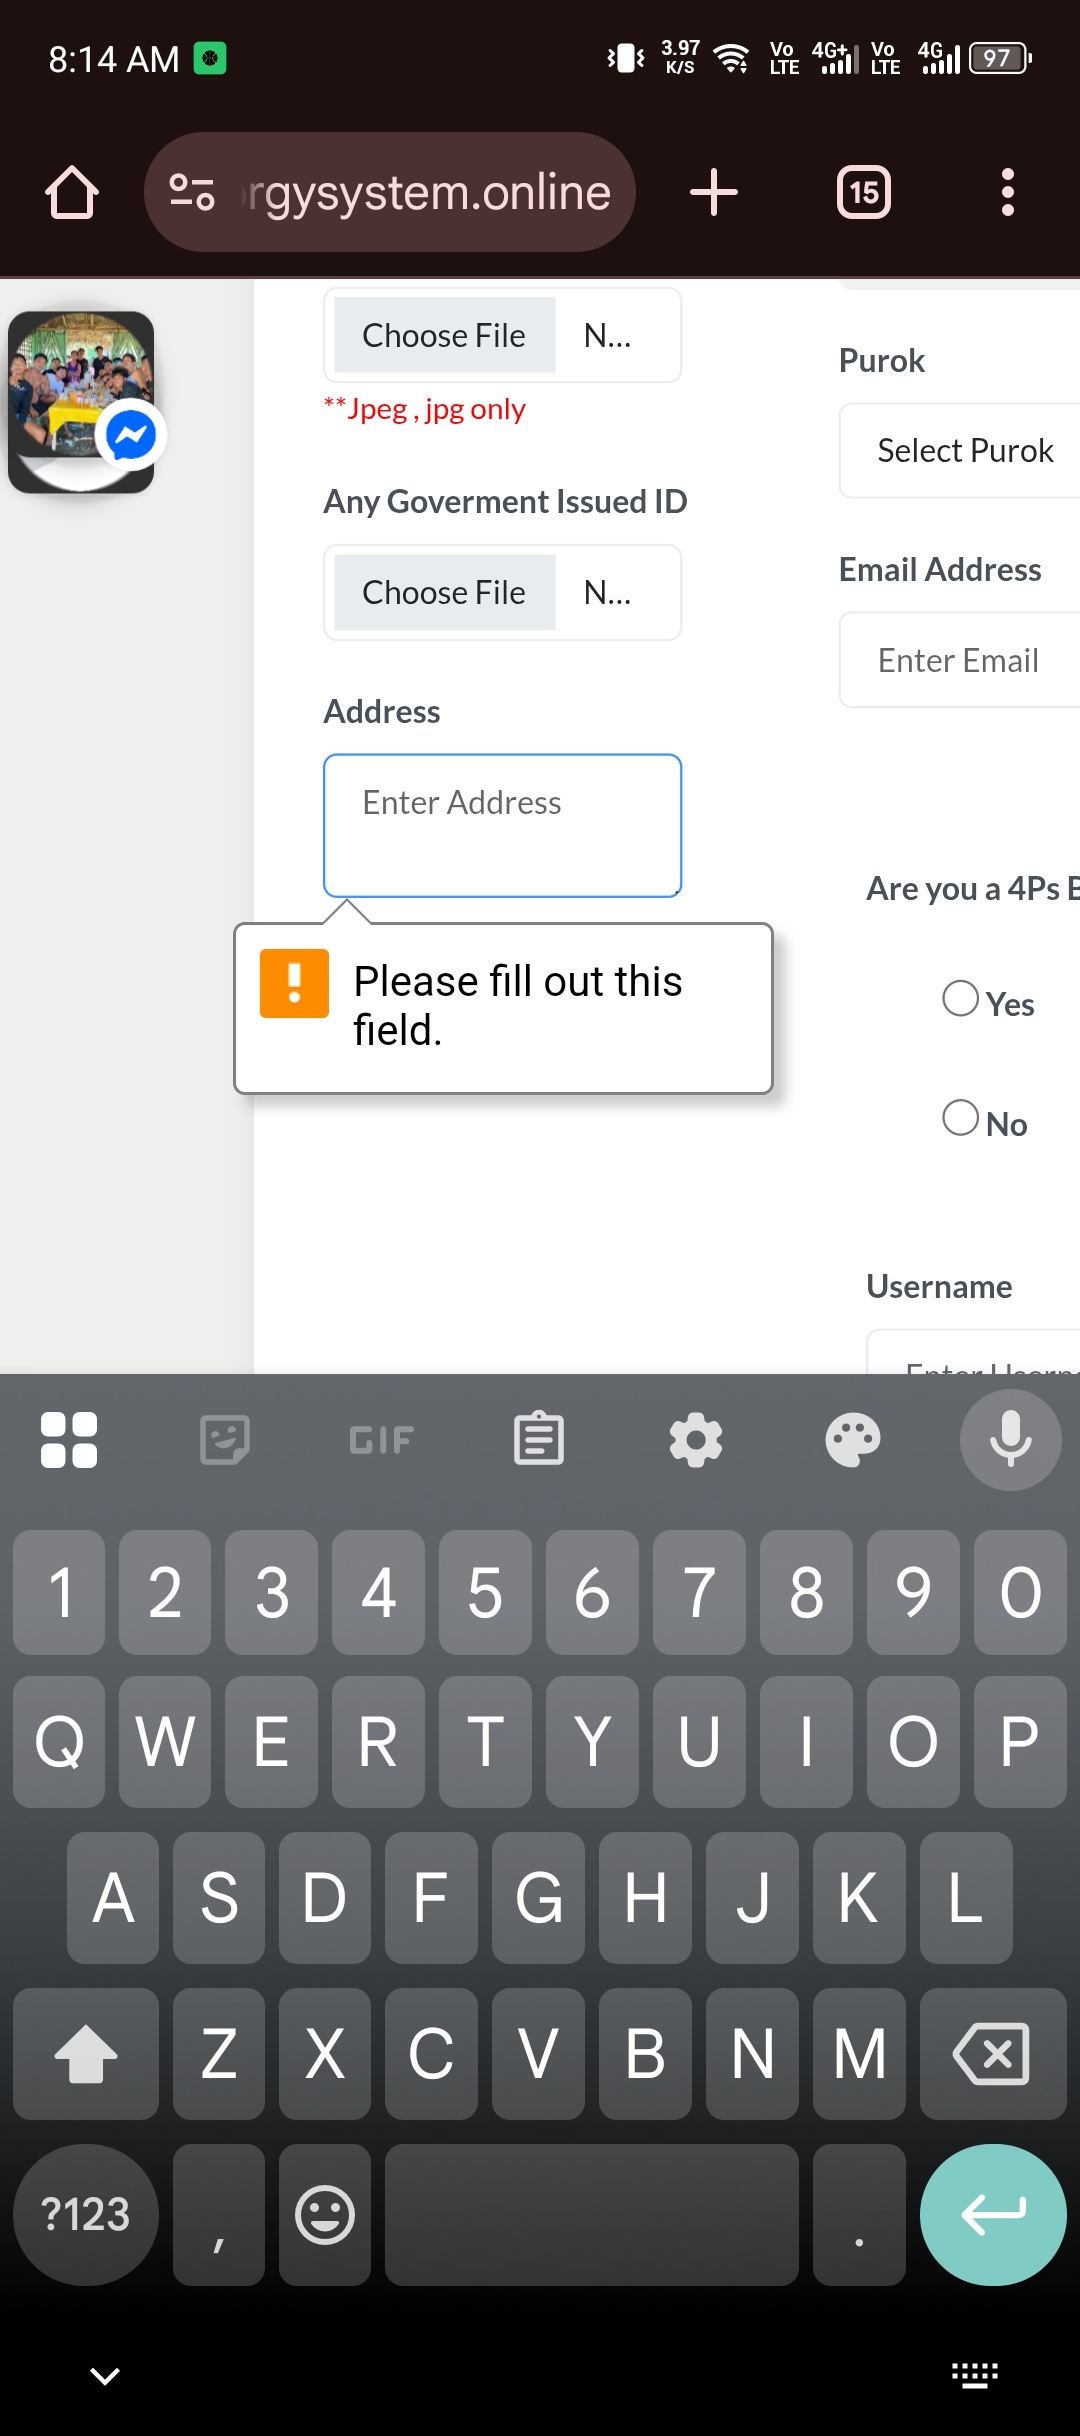 8:14 AM
3.97
K/S
Vo
LTE
4G+
Vo
LTE
4G
97
rgysystem.online
15
Choose File
N...
**Jpeg , jpg only
Purok
Select Purok
Any Goverment Issued ID
Choose File
N...
Email Address
Enter Email
Address
Enter Address
Please fill out this
field.
Are you a 4Ps
Yes
No
Username
Enter
GIF
1 2 3 4 5 6 7 8 9 0
Q W E R T Y U I O P
A S D F G H J K L
Z X C V B N M
?123 , .